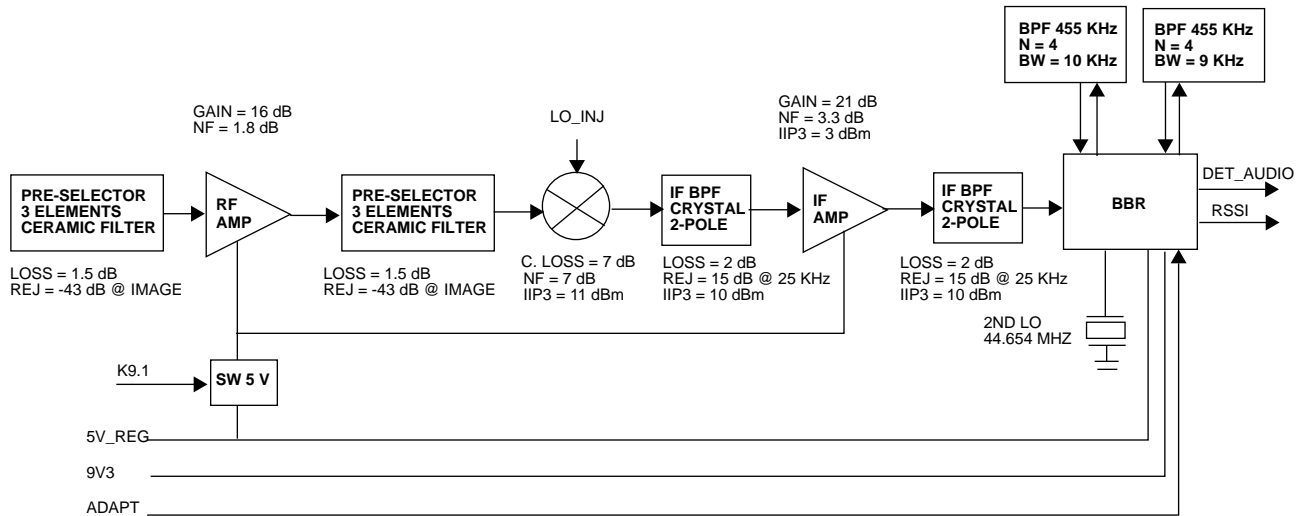 BPF 455 KHz
N = 4
BW = 10 KHz
BPF 455 KHz
N = 4
BW = 9 KHz
GAIN = 16 dB
NF = 1.8 dB
LO_INJ
GAIN = 21 dB
NF = 3.3 dB
IIP3 = 3 dBm
PRE-SELECTOR
3 ELEMENTS
CERAMIC FILTER
RF
AMP
PRE-SELECTOR
3 ELEMENTS
CERAMIC FILTER
IF BPF
CRYSTAL
2-POLE
IF
AMP
IF BPF
CRYSTAL
2-POLE
BBR
DET_AUDIO
RSSI
LOSS = 1.5 dB
REJ = -43 dB @ IMAGE
LOSS = 1.5 dB
REJ = -43 dB @ IMAGE
C. LOSS = 7 dB
NF = 7 dB
IIP3 = 11 dBm
LOSS = 2 dB
REJ = 15 dB @ 25 KHz
IIP3 = 10 dBm
LOSS = 2 dB
REJ = 15 dB @ 25 KHz
IIP3 = 10 dBm
2ND LO
44.654 MHZ
K9.1
SW 5 V
5V_REG
9V3
ADAPT